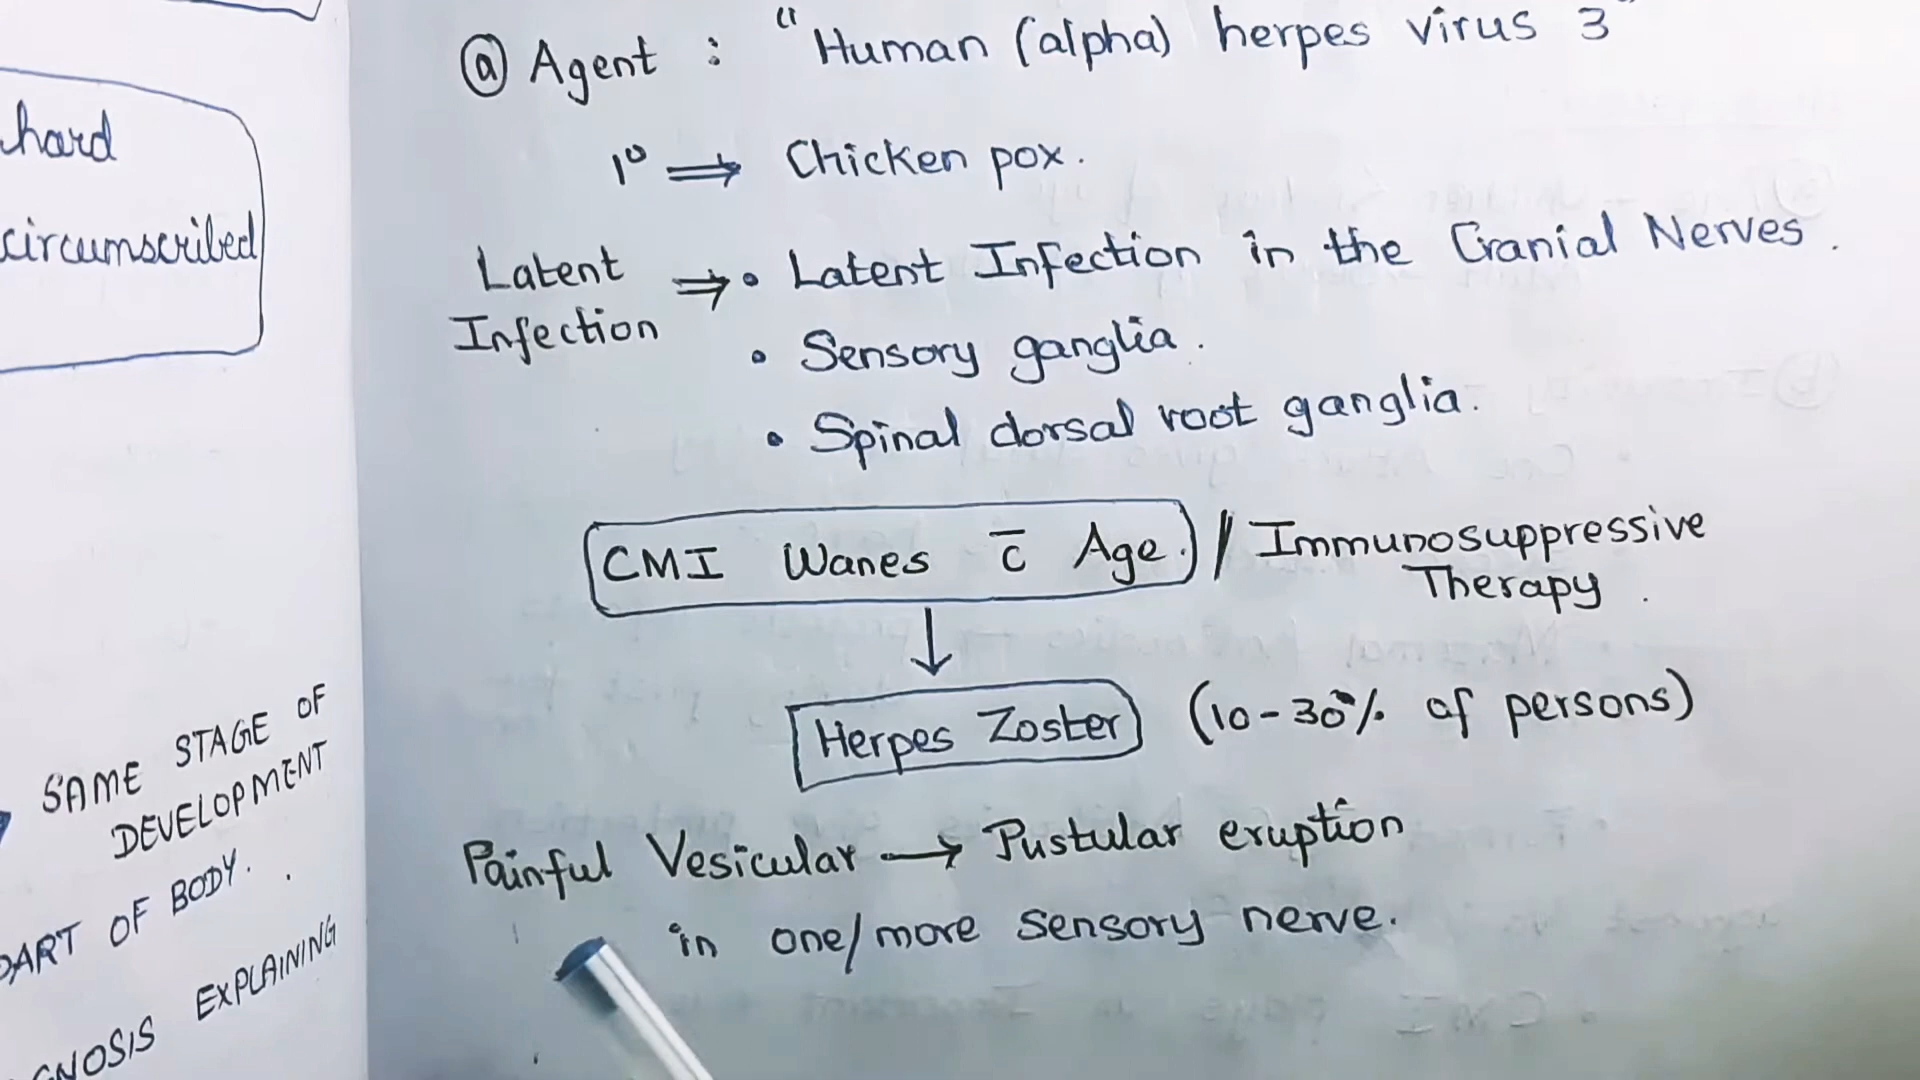 hard
circumscribed
SAME STAGE OF
DEVELOPMENT
PART OF BODY.
EXPLAINING
@ Agent : "Human (alpha) herpes virus 3"
1° ⟹ Chicken pox.
Latent Infection ⟹ • Latent Infection in the Cranial Nerves.
• Sensory ganglia.
• Spinal dorsal root ganglia.
CMI Wanes c̄ Age. / Immunosuppressive Therapy.
↓
Herpes Zoster (10-30% of persons)
Painful Vesicular → Pustular eruption
in one/more sensory nerve.